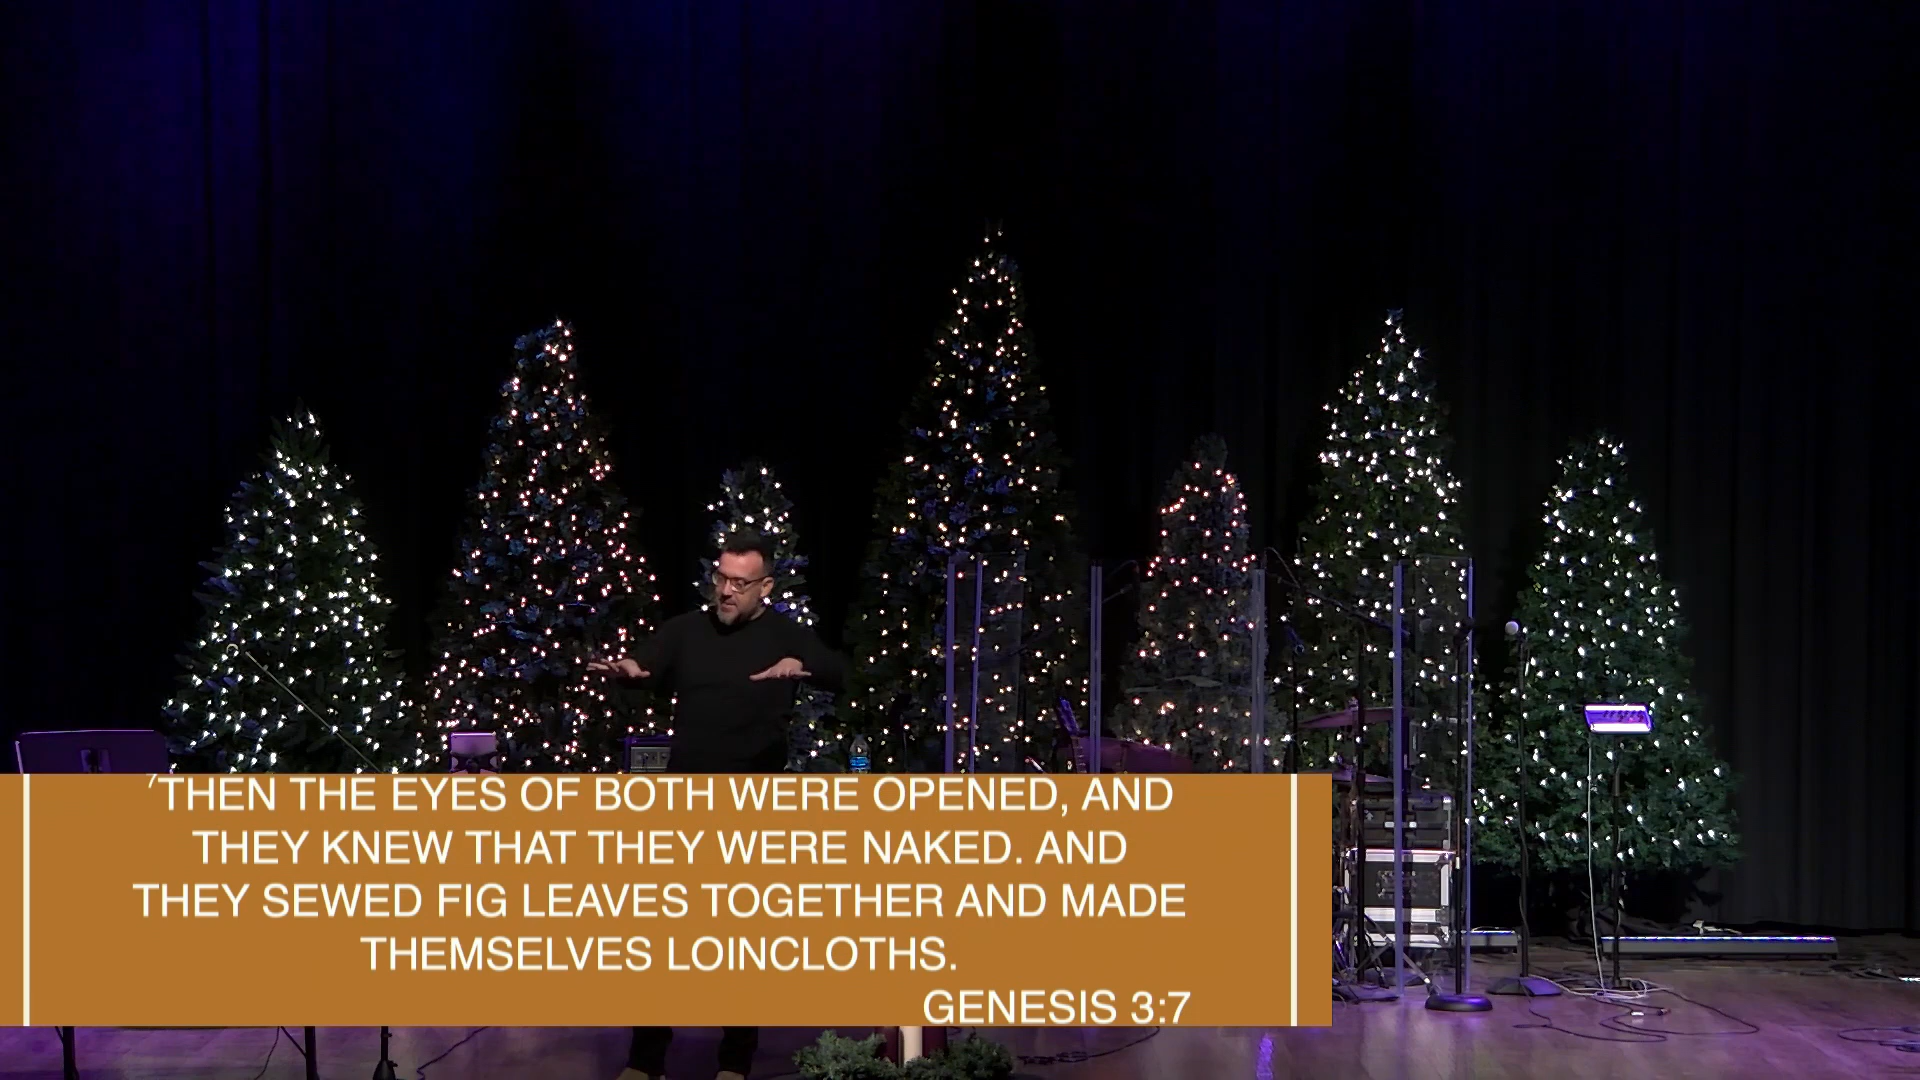 ⁷THEN THE EYES OF BOTH WERE OPENED, AND
THEY KNEW THAT THEY WERE NAKED. AND
THEY SEWED FIG LEAVES TOGETHER AND MADE
THEMSELVES LOINCLOTHS.
GENESIS 3:7